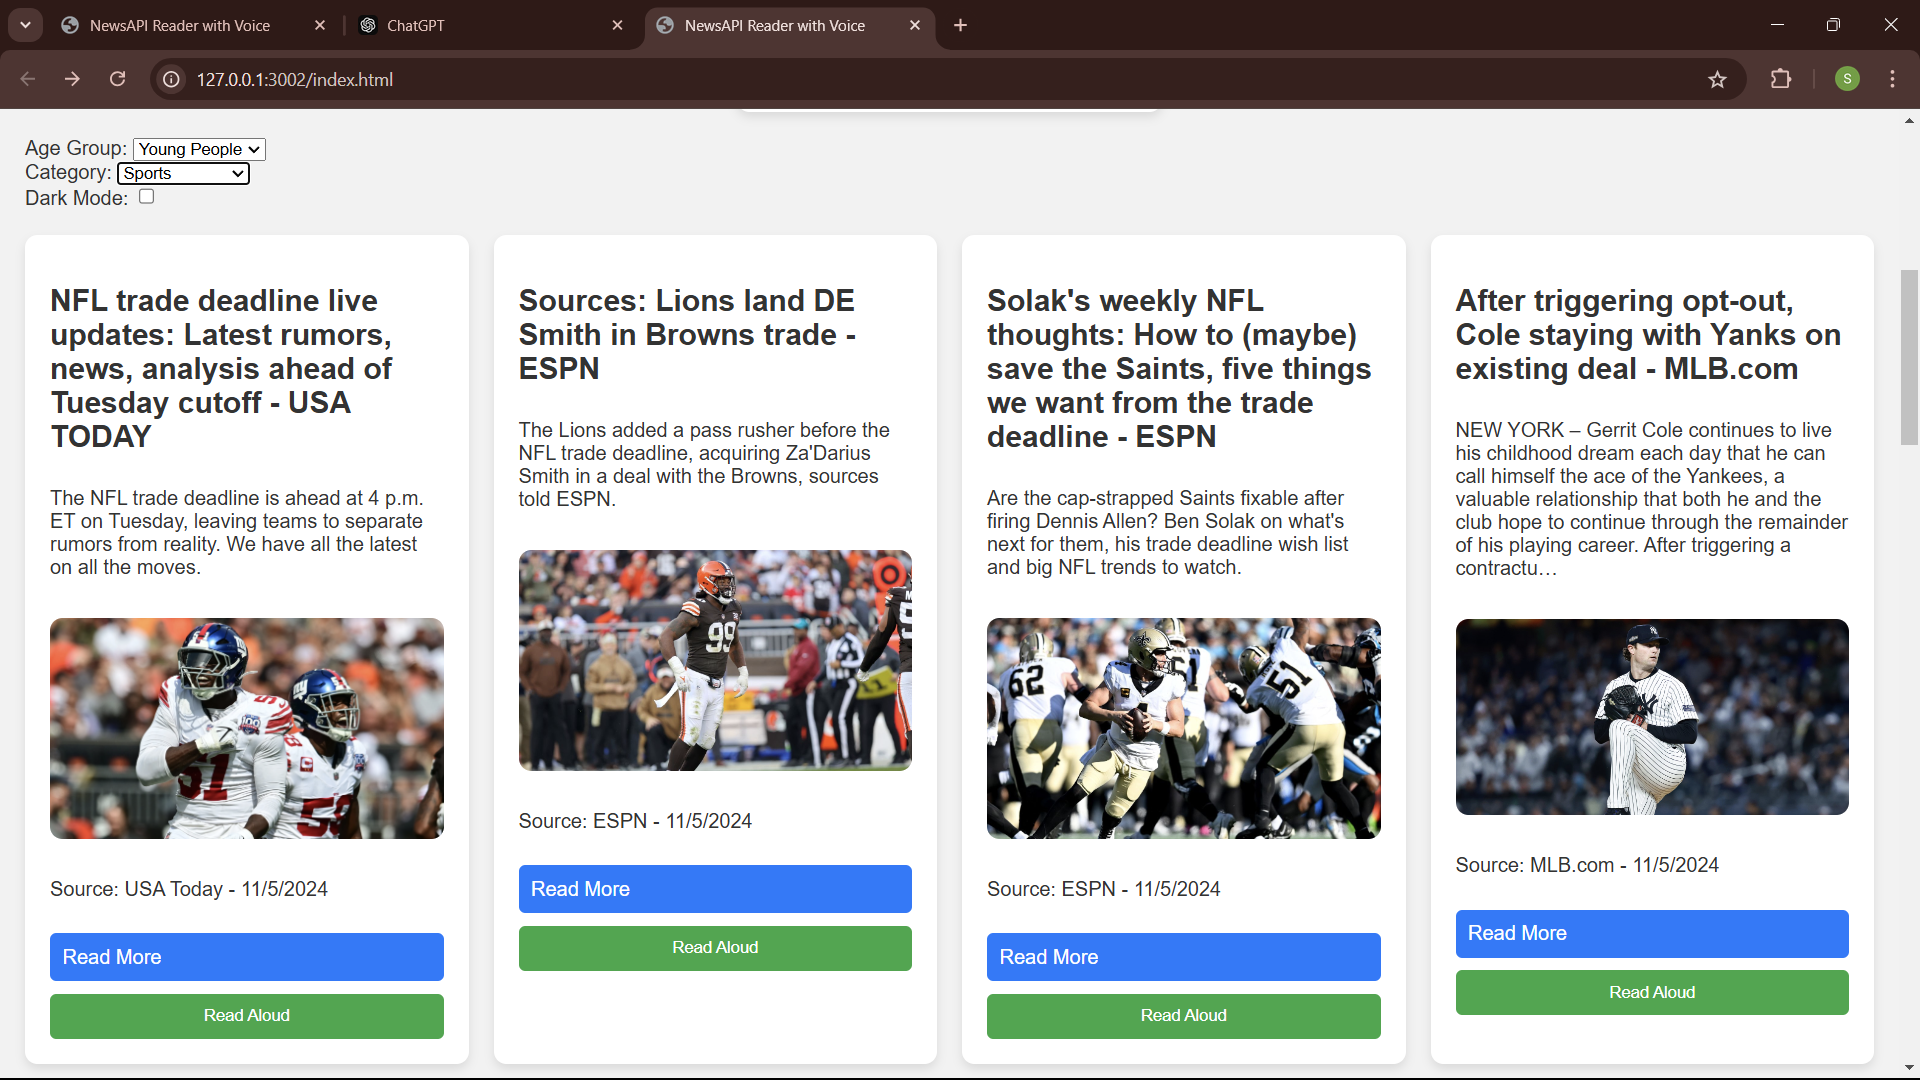 NewsAPI Reader with Voice
ChatGPT
NewsAPI Reader with Voice
127.0.0.1:3002/index.html
S
Age Group: Young People
Category: Sports
Dark Mode:
NFL trade deadline live
updates: Latest rumors,
news, analysis ahead of
Tuesday cutoff - USA
TODAY
The NFL trade deadline is ahead at 4 p.m.
ET on Tuesday, leaving teams to separate
rumors from reality. We have all the latest
on all the moves.
51
Source: USA Today - 11/5/2024
Read More
Read Aloud
Sources: Lions land DE
Smith in Browns trade -
ESPN
The Lions added a pass rusher before the
NFL trade deadline, acquiring Za'Darius
Smith in a deal with the Browns, sources
told ESPN.
99
Source: ESPN - 11/5/2024
Read More
Read Aloud
Solak's weekly NFL
thoughts: How to (maybe)
save the Saints, five things
we want from the trade
deadline - ESPN
Are the cap-strapped Saints fixable after
firing Dennis Allen? Ben Solak on what's
next for them, his trade deadline wish list
and big NFL trends to watch.
62
51
Source: ESPN - 11/5/2024
Read More
Read Aloud
After triggering opt-out,
Cole staying with Yanks on
existing deal - MLB.com
NEW YORK – Gerrit Cole continues to live
his childhood dream each day that he can
call himself the ace of the Yankees, a
valuable relationship that both he and the
club hope to continue through the remainder
of his playing career. After triggering a
contractu…
Source: MLB.com - 11/5/2024
Read More
Read Aloud